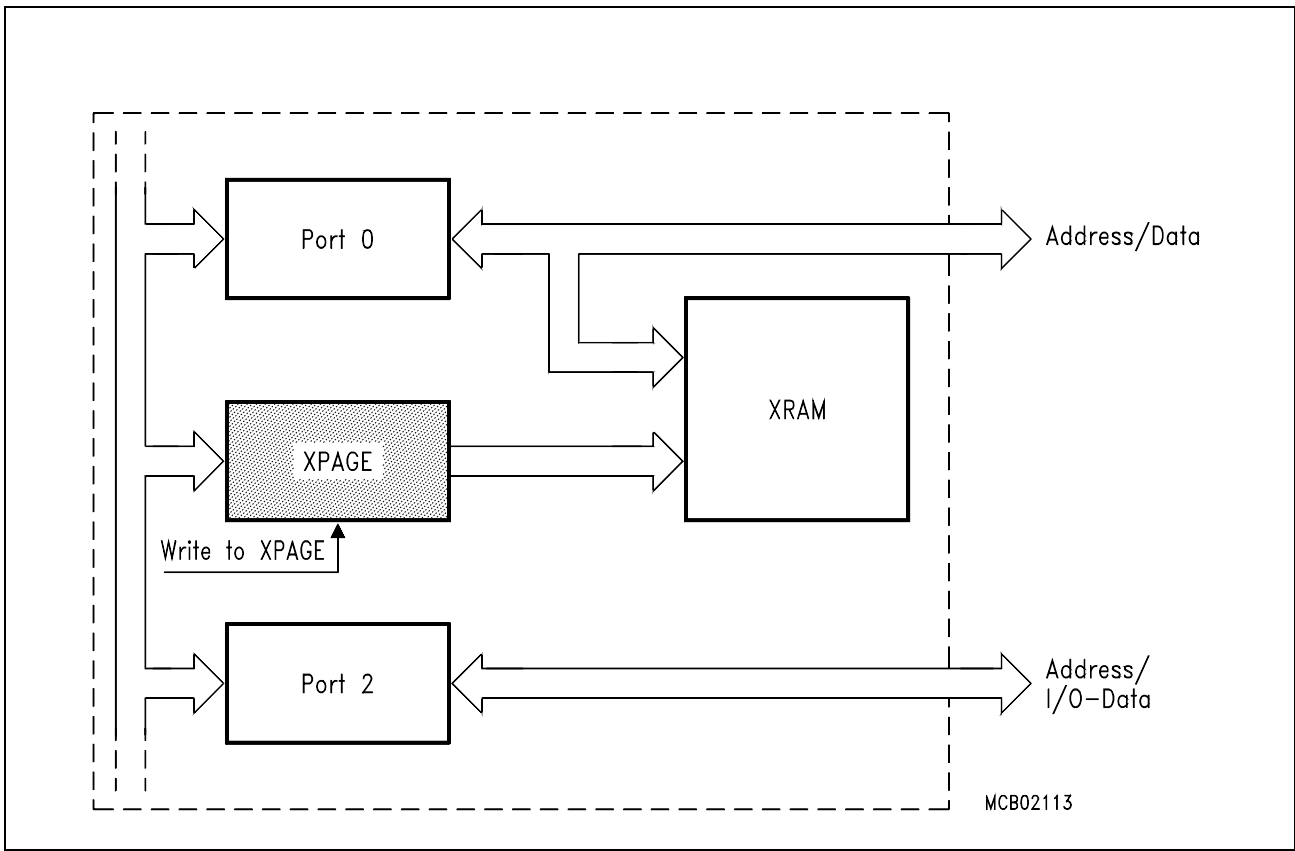 Port 0
Address/Data
XRAM
XPAGE
Write to XPAGE
Port 2
Address/
I/O-Data
MCB02113